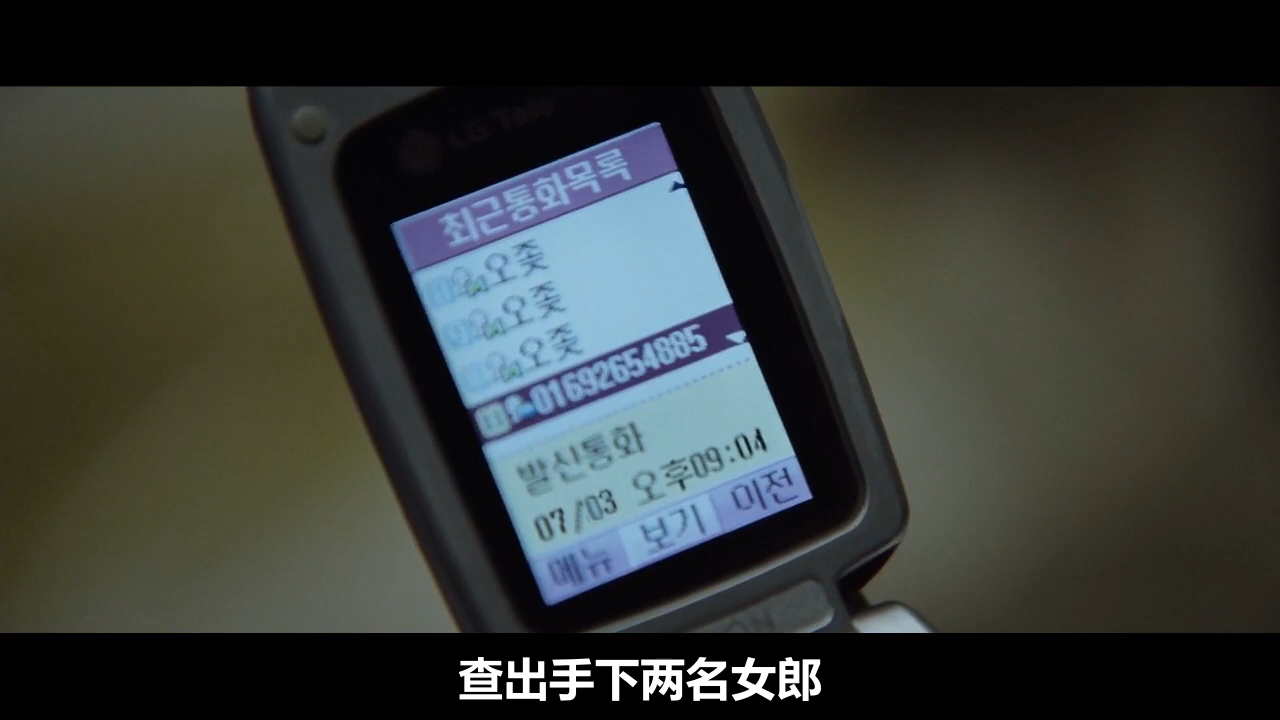 최근통화목록
오좆
오좆
오좆
01692654885
발신통화
07/03 오후09:04
메뉴 보기 이전
查出手下两名女郎